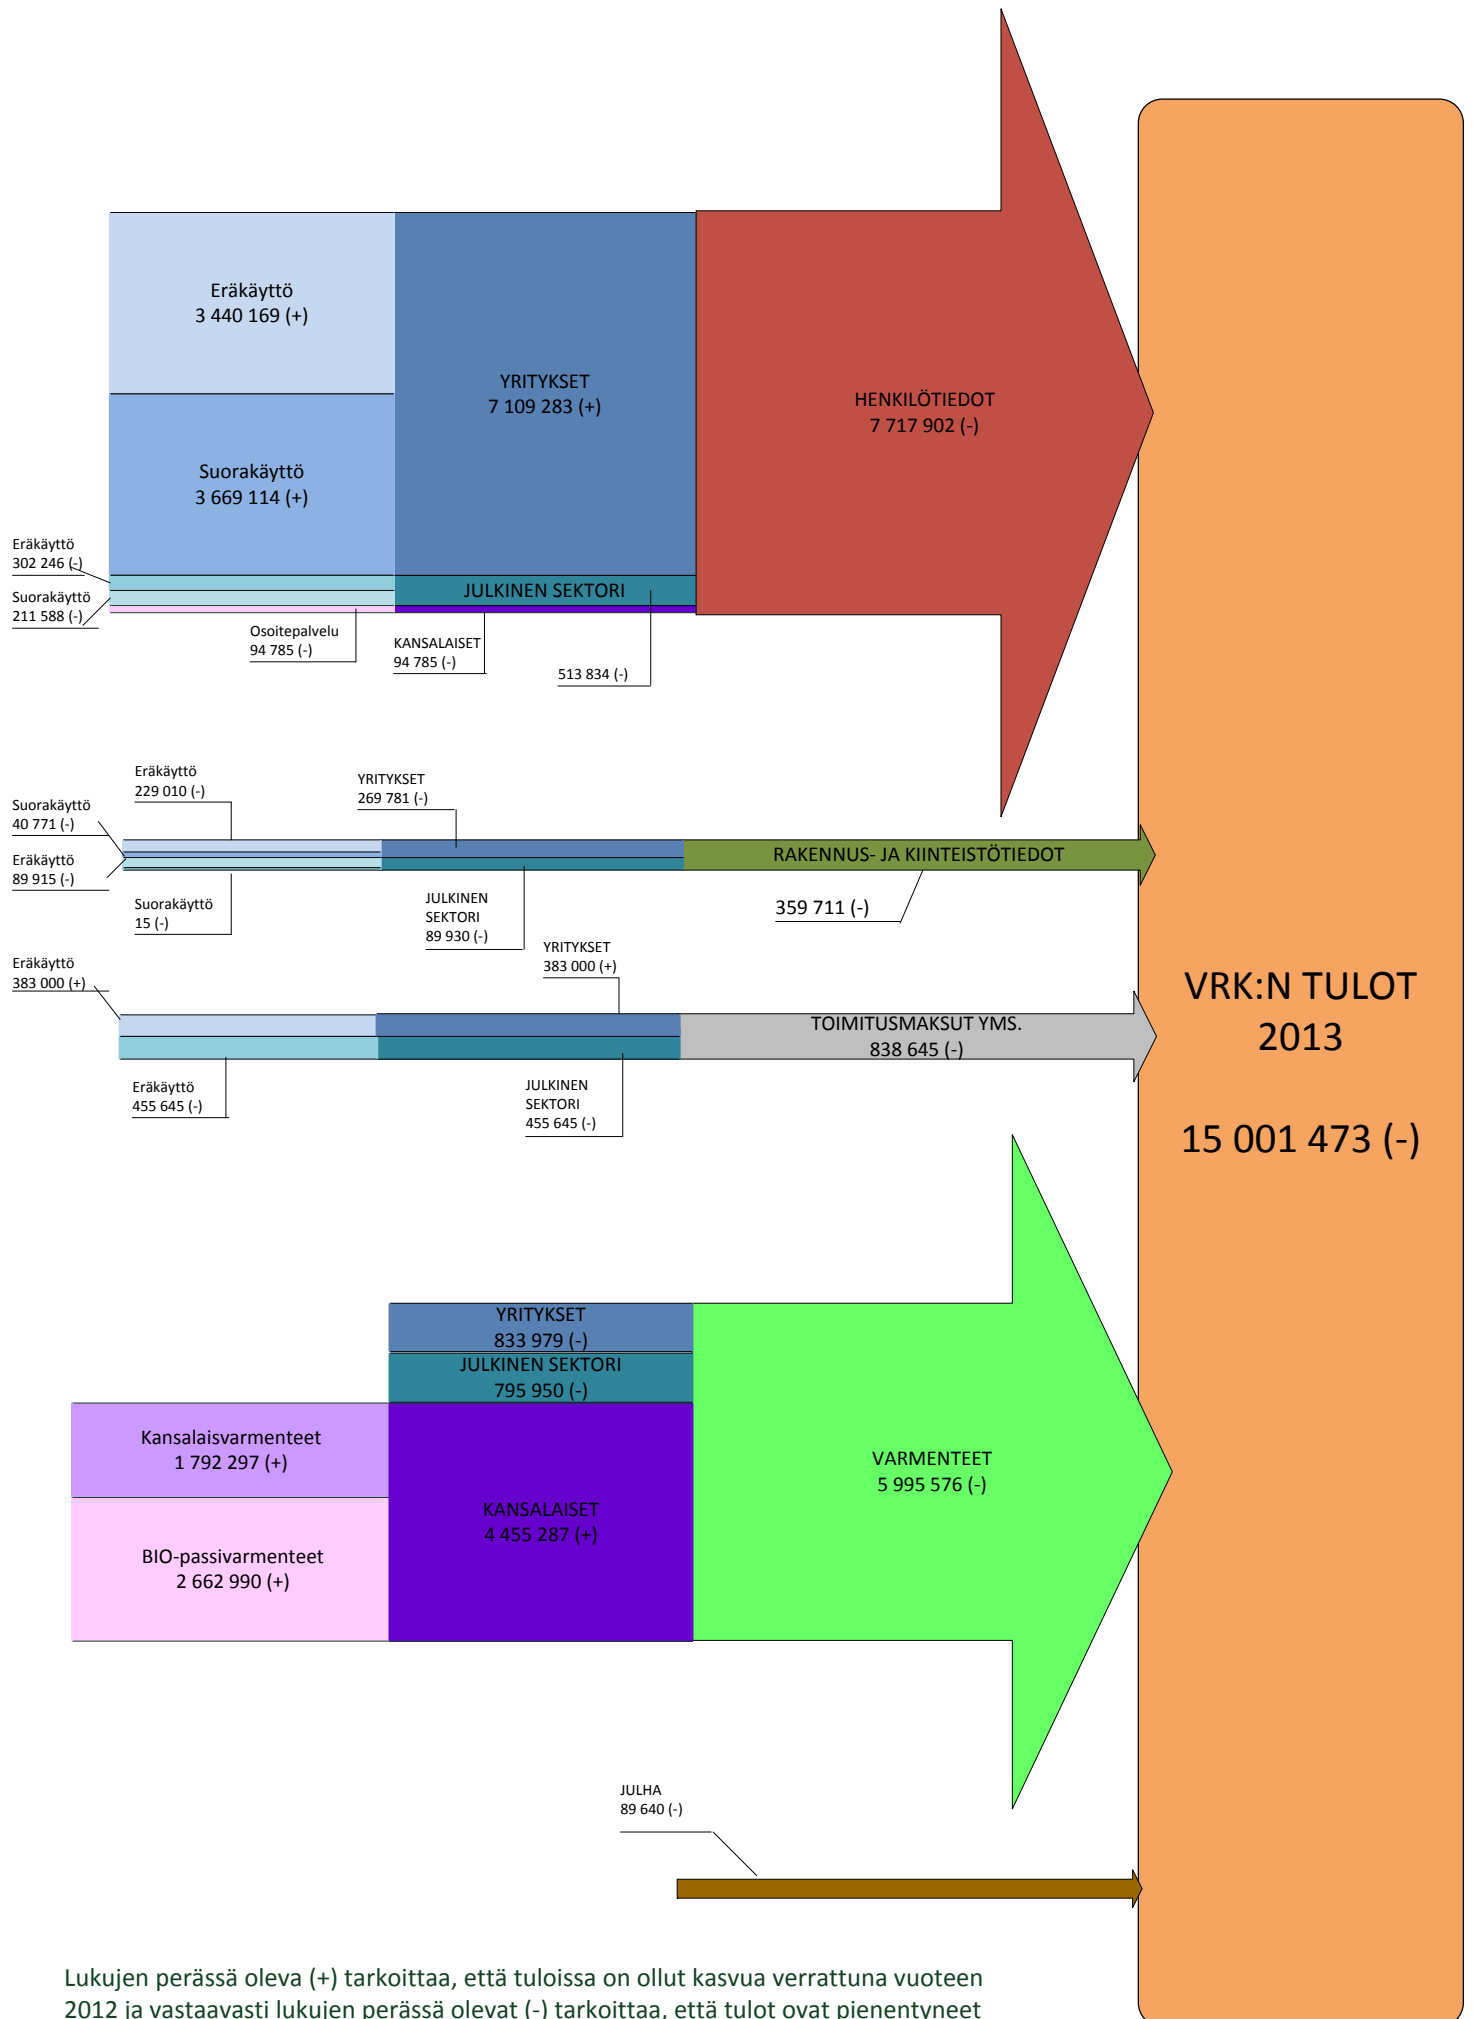 Eräkäyttö
3 440 169 (+)
YRITYKSET
7 109 283 (+)
HENKILÖTIEDOT
7 717 902 (-)
Suorakäyttö
3 669 114 (+)
Eräkäyttö
302 246 (-)
Suorakäyttö
211 588 (-)
JULKINEN SEKTORI
Osoitepalvelu
94 785 (-)
KANSALAISET
94 785 (-)
513 834 (-)
Eräkäyttö
229 010 (-)
YRITYKSET
269 781 (-)
Suorakäyttö
40 771 (-)
Eräkäyttö
89 915 (-)
RAKENNUS- JA KIINTEISTÖTIEDOT
Suorakäyttö
15 (-)
JULKINEN
SEKTORI
89 930 (-)
359 711 (-)
YRITYKSET
383 000 (+)
Eräkäyttö
383 000 (+)
TOIMITUSMAKSUT YMS.
838 645 (-)
Eräkäyttö
455 645 (-)
JULKINEN
SEKTORI
455 645 (-)
VRK:N TULOT
2013
15 001 473 (-)
YRITYKSET
833 979 (-)
JULKINEN SEKTORI
795 950 (-)
Kansalaisvarmenteet
1 792 297 (+)
VARMENTEET
5 995 576 (-)
KANSALAISET
4 455 287 (+)
BIO-passivarmenteet
2 662 990 (+)
JULHA
89 640 (-)
Lukujen perässä oleva (+) tarkoittaa, että tuloissa on ollut kasvua verrattuna vuoteen
2012 ja vastaavasti lukujen perässä olevat (-) tarkoittaa, että tulot ovat pienentyneet